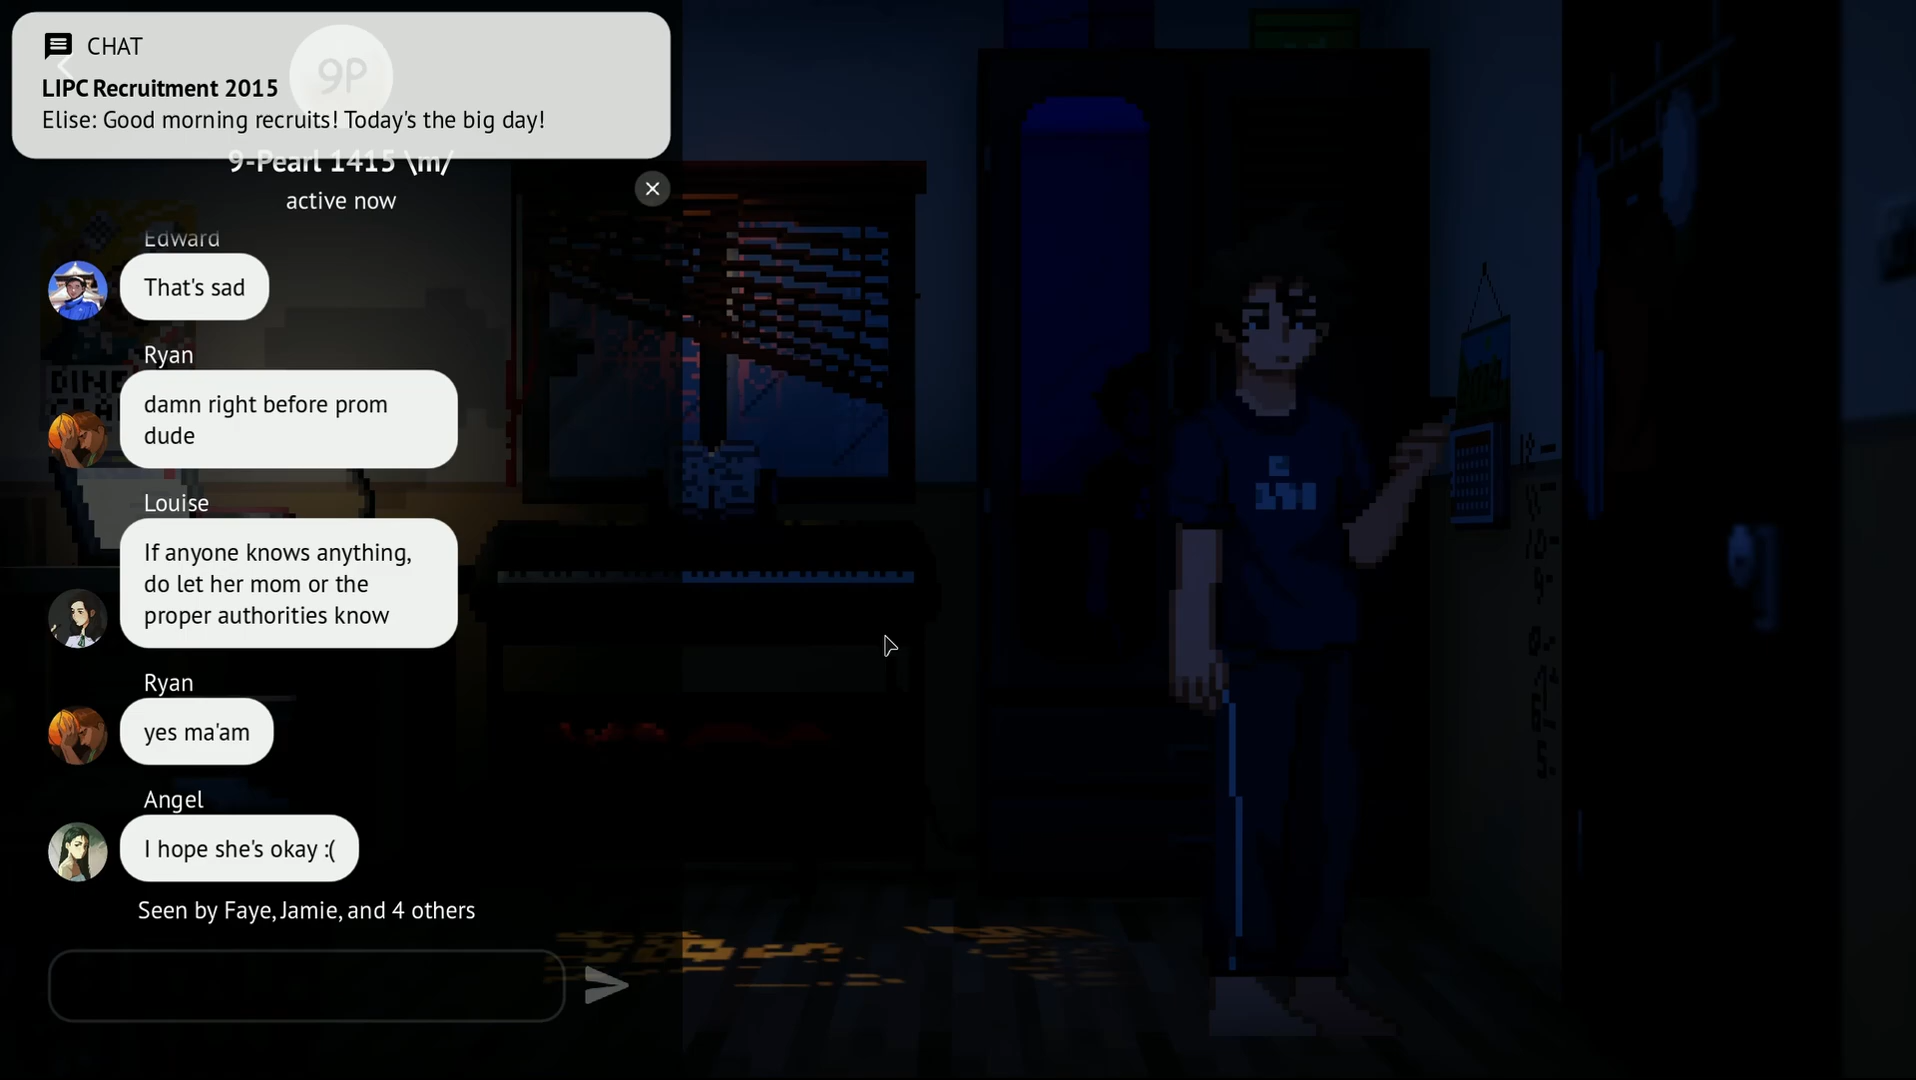 CHAT
LIPC Recruitment 2015
Elise: Good morning recruits! Today's the big day!
9P
9-Pearl 1415 \m/
active now
Edward
That's sad
Ryan
damn right before prom
dude
Louise
If anyone knows anything,
do let her mom or the
proper authorities know
Ryan
yes ma'am
Angel
I hope she's okay :(
Seen by Faye, Jamie, and 4 others